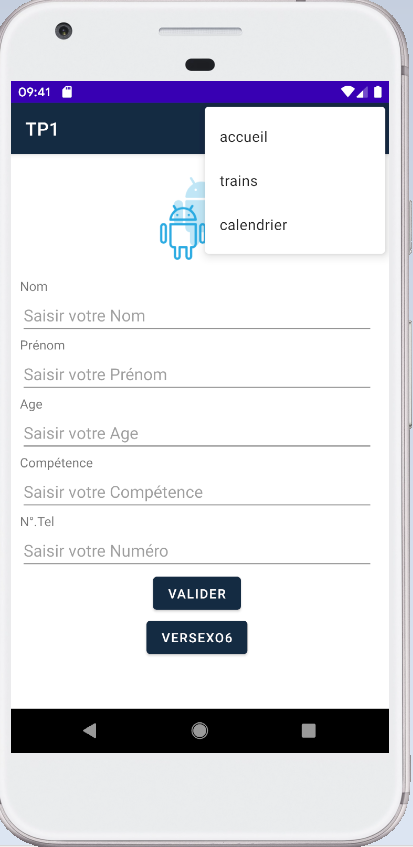 09:41
TP1
accueil
trains
calendrier
Nom
Saisir votre Nom
Prénom
Saisir votre Prénom
Age
Saisir votre Age
Compétence
Saisir votre Compétence
N°.Tel
Saisir votre Numéro
VALIDER
VERSEXO6